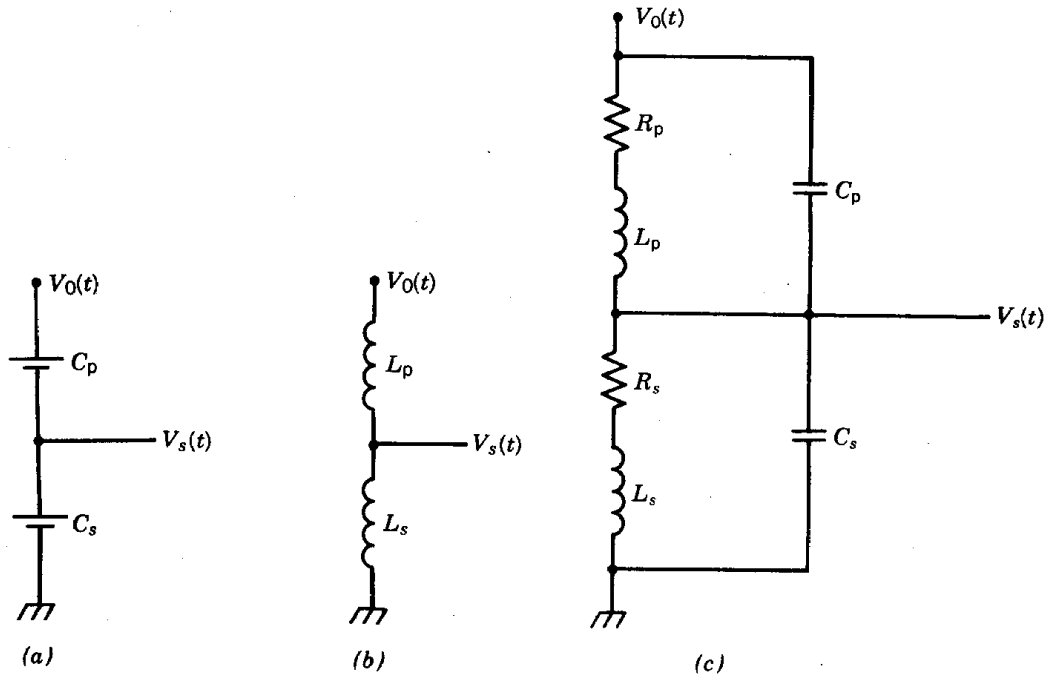 V₀(t)
Cₚ
Vₛ(t)
Cₛ
(a)
V₀(t)
Lₚ
Vₛ(t)
Lₛ
(b)
V₀(t)
Rₚ
Cₚ
Lₚ
Vₛ(t)
Rₛ
Cₛ
Lₛ
(c)